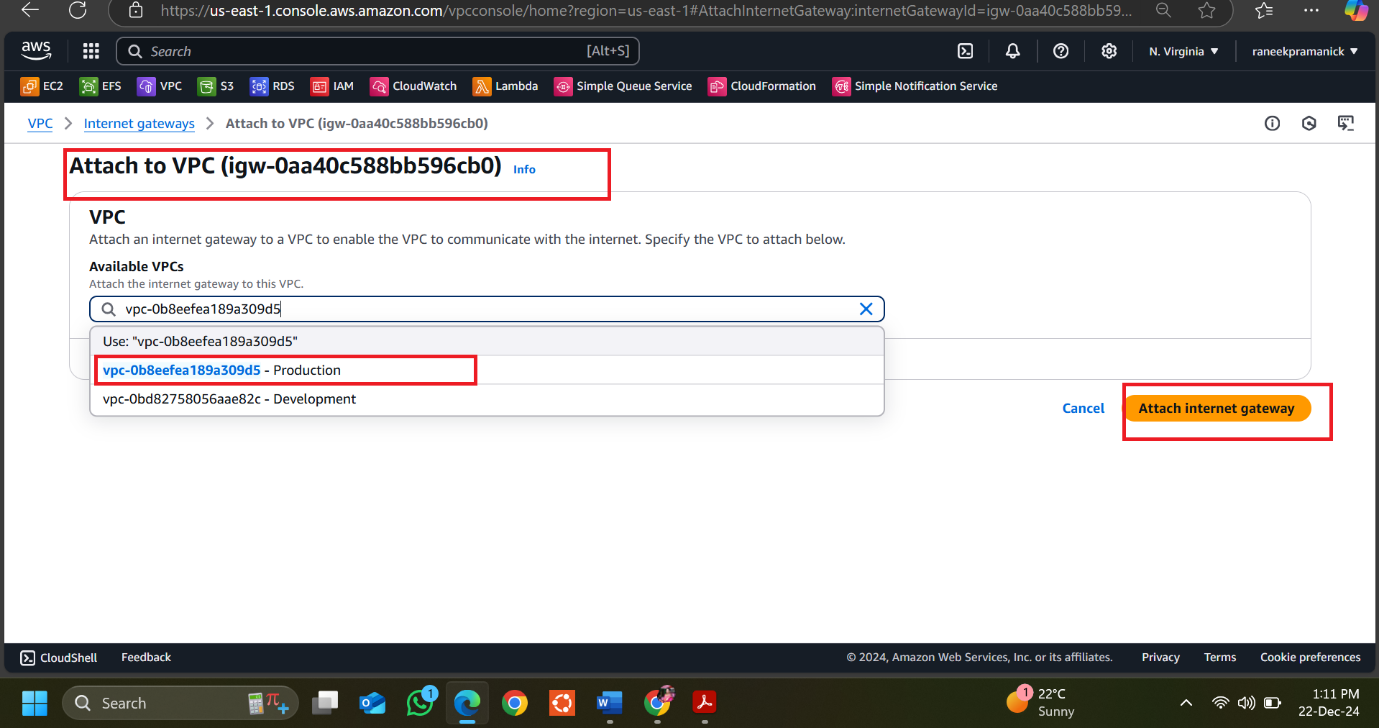 https://us-east-1.console.aws.amazon.com/vpcconsole/home?region=us-east-1#AttachInternetGateway:internetGatewayId=igw-0aa40c588bb59...
aws Search [Alt+S] N. Virginia raneekpramanick
EC2 EFS VPC S3 RDS IAM CloudWatch Lambda Simple Queue Service CloudFormation Simple Notification Service
VPC Internet gateways Attach to VPC (igw-0aa40c588bb596cb0)
Attach to VPC (igw-0aa40c588bb596cb0) Info
VPC
Attach an internet gateway to a VPC to enable the VPC to communicate with the internet. Specify the VPC to attach below.
Available VPCs
Attach the internet gateway to this VPC.
vpc-0b8eefea189a309d5
Use: "vpc-0b8eefea189a309d5"
vpc-0b8eefea189a309d5 - Production
vpc-0bd82758056aae82c - Development
Cancel Attach internet gateway
CloudShell Feedback © 2024, Amazon Web Services, Inc. or its affiliates. Privacy Terms Cookie preferences
Search 1 1 22°C 1:11 PM
Sunny 22-Dec-24